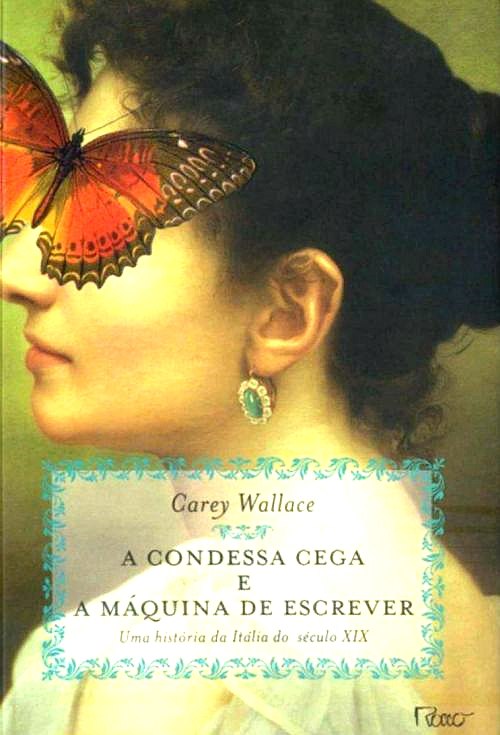 Carey Wallace
A CONDESSA CEGA
E
A MÁQUINA DE ESCREVER
Uma história da Itália do século XIX
Rocco